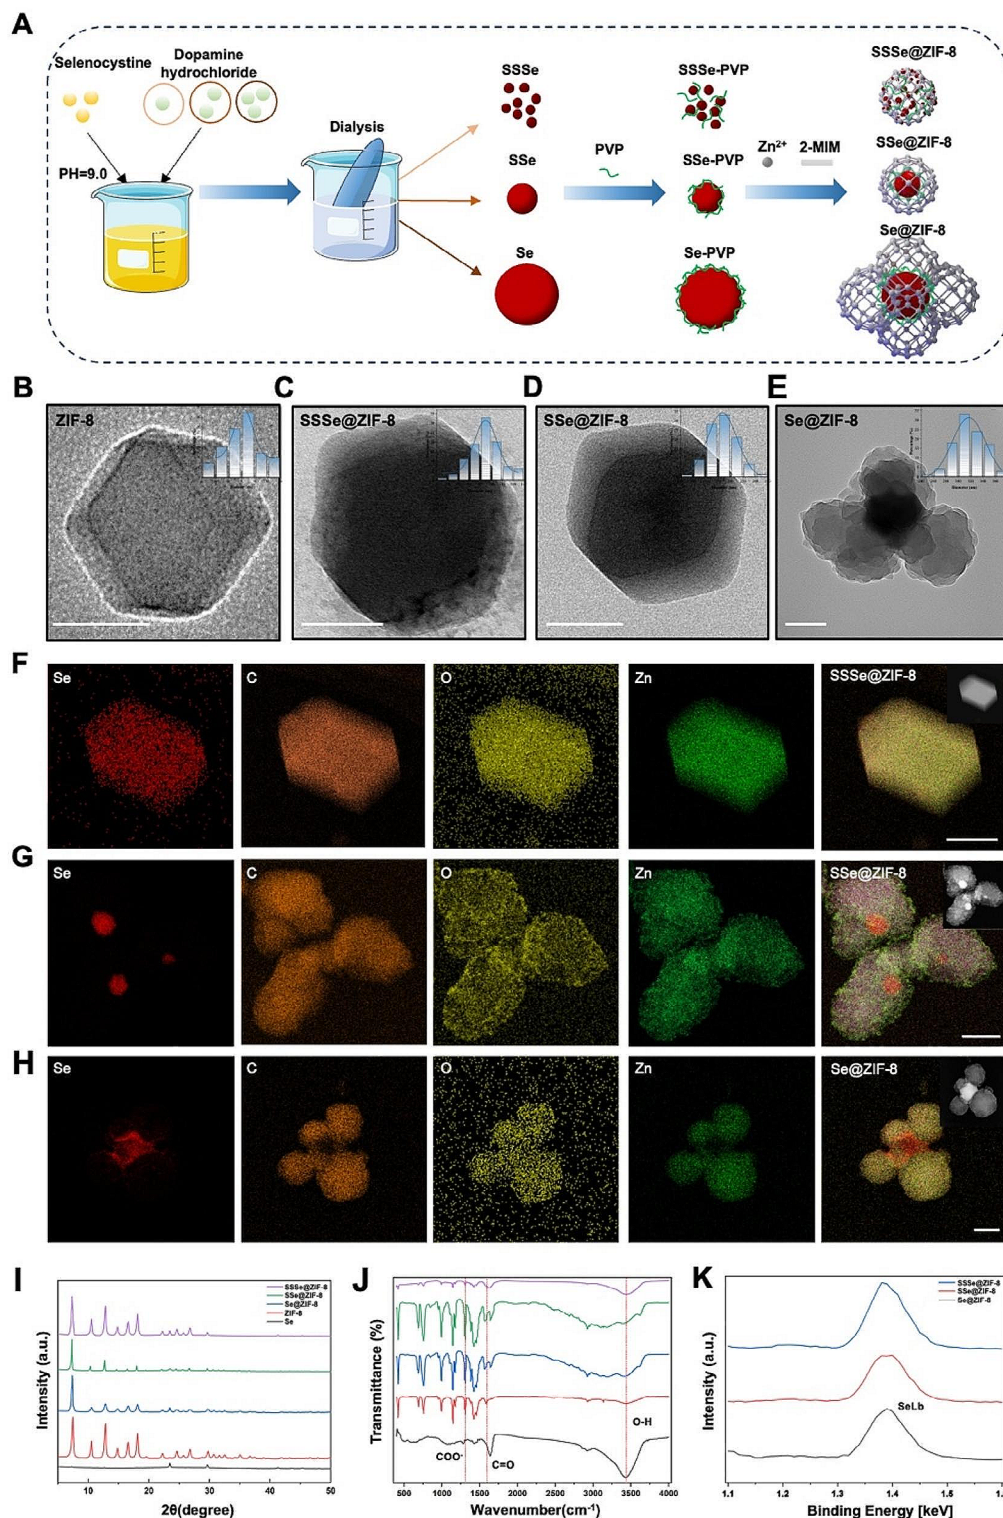 A
Selenocystine
Dopamine
hydrochloride
PH=9.0
Dialysis
SSSe
SSe
Se
PVP
SSSe-PVP
SSe-PVP
Se-PVP
Zn²⁺ 2-MIM
SSSe@ZIF-8
SSe@ZIF-8
Se@ZIF-8
B
ZIF-8
C
SSSe@ZIF-8
D
SSe@ZIF-8
E
Se@ZIF-8
F
Se
C
O
Zn
SSSe@ZIF-8
G
Se
C
O
Zn
SSe@ZIF-8
H
Se
C
O
Zn
Se@ZIF-8
I
Intensity (a.u.)
SSSe@ZIF-8
SSe@ZIF-8
Se@ZIF-8
ZIF-8
Se
10 20 30 40 50
2θ(degree)
J
Transmittance (%)
COO⁻
C=O
O-H
500 1000 1500 2000 2500 3000 3500 4000
Wavenumber(cm⁻¹)
K
Intensity (a.u.)
SSSe@ZIF-8
SSe@ZIF-8
Se@ZIF-8
SeLb
1.1 1.2 1.3 1.4 1.5
Binding Energy [keV]